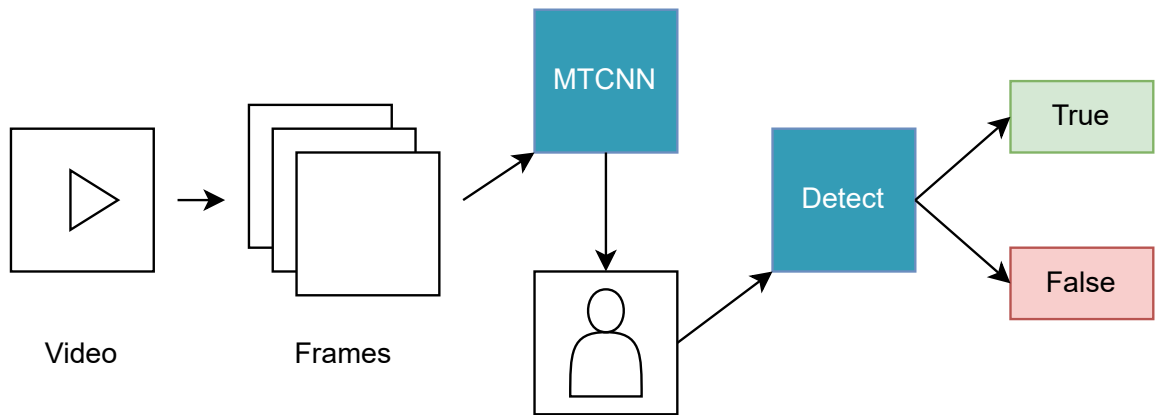 Video
Frames
MTCNN
Detect
True
False